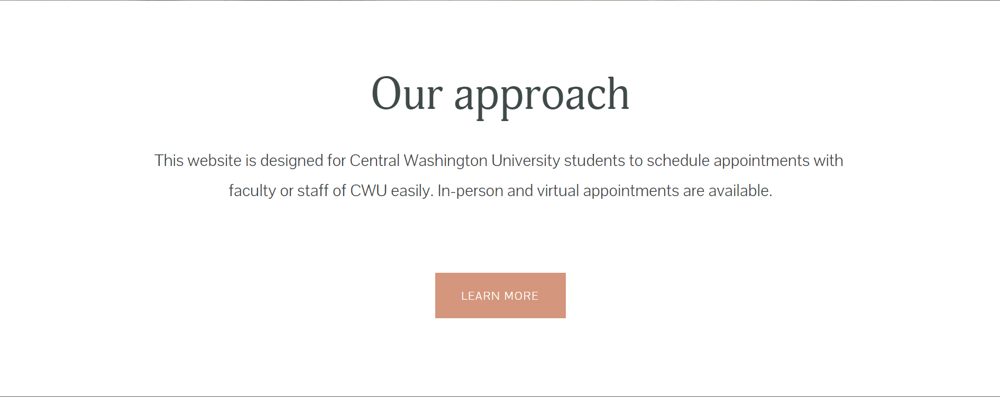 Our approach
This website is designed for Central Washington University students to schedule appointments with
faculty or staff of CWU easily. In-person and virtual appointments are available.
LEARN MORE